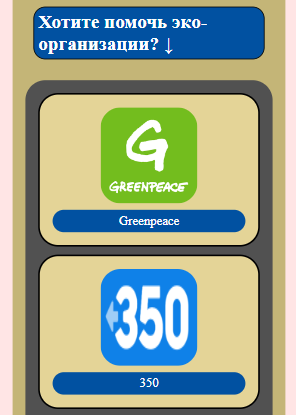 Хотите помочь эко-
организации? ↓
GREENPEACE
Greenpeace
350
350